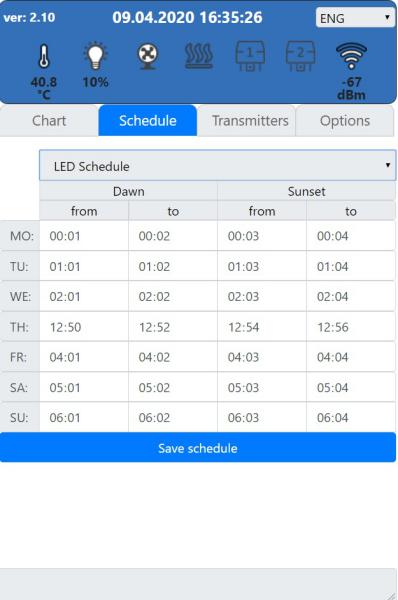 ver: 2.10 09.04.2020 16:35:26 ENG
-1- -2-
40.8 °C 10% -67 dBm
Chart Schedule Transmitters Options
LED Schedule
Dawn Sunset
from to from to
MO: 00:01 00:02 00:03 00:04
TU: 01:01 01:02 01:03 01:04
WE: 02:01 02:02 02:03 02:04
TH: 12:50 12:52 12:54 12:56
FR: 04:01 04:02 04:03 04:04
SA: 05:01 05:02 05:03 05:04
SU: 06:01 06:02 06:03 06:04
Save schedule